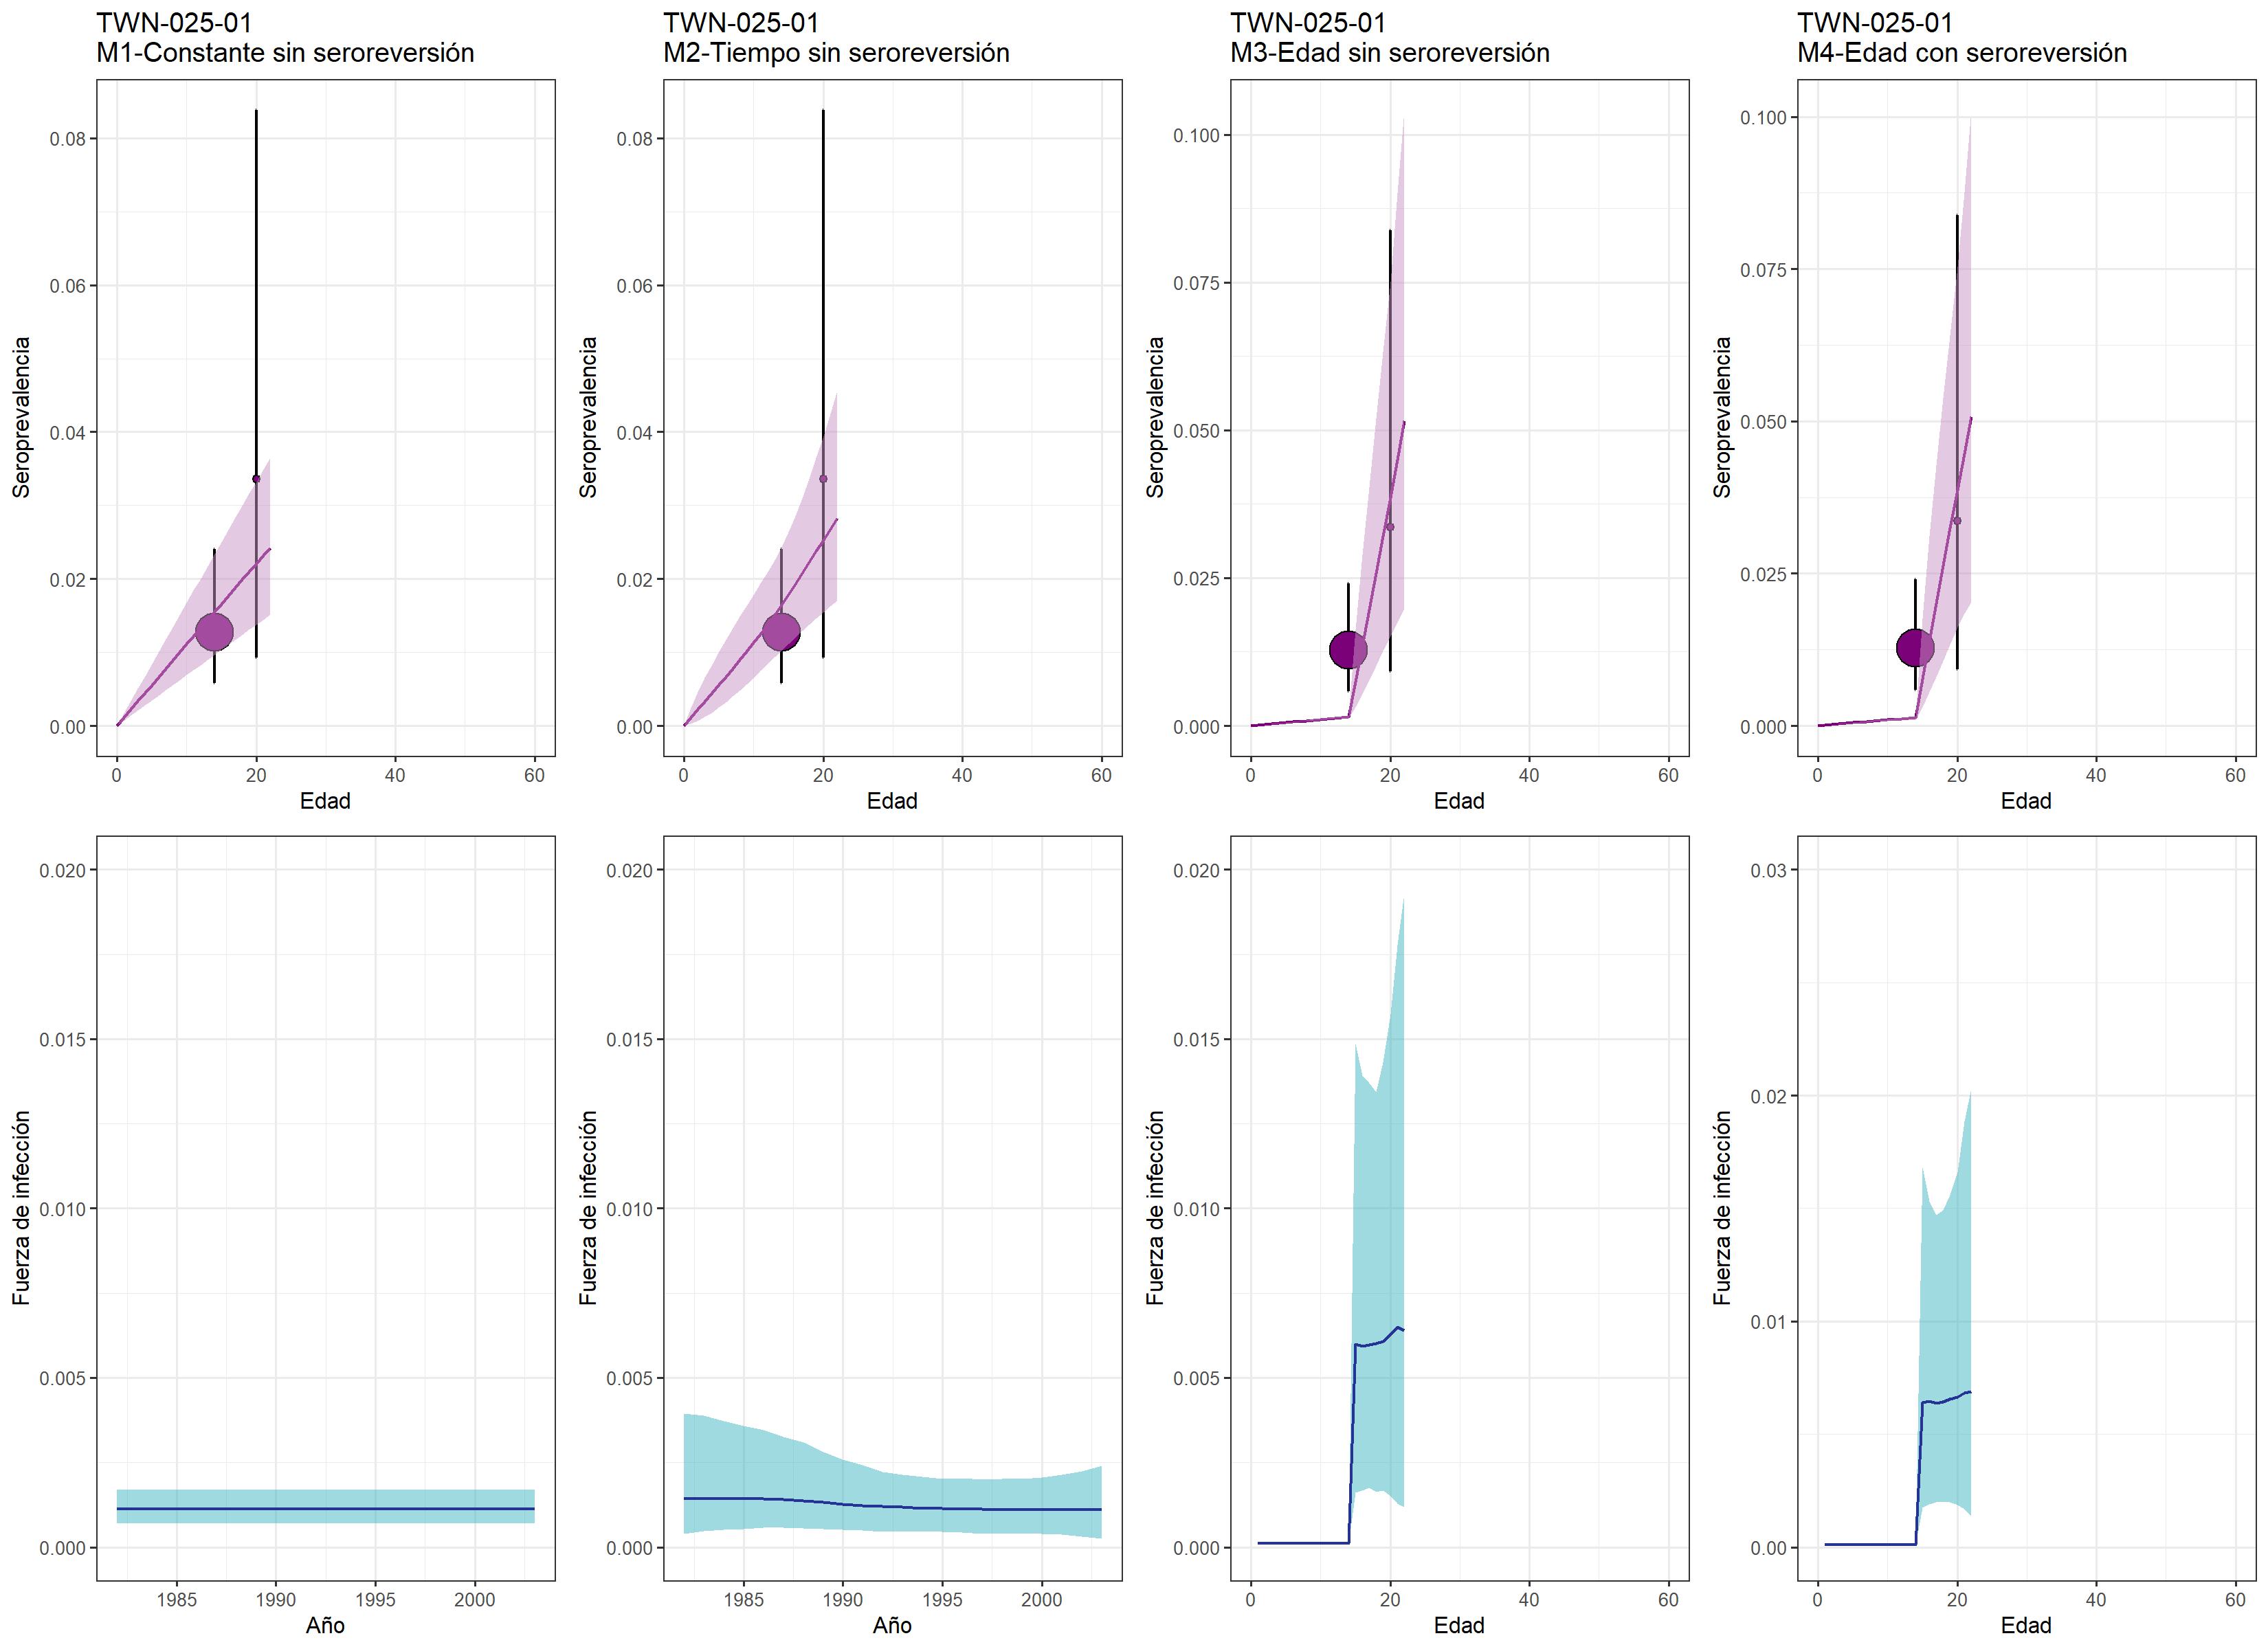 TWN-025-01
M1-Constante sin seroreversión
TWN-025-01
M2-Tiempo sin seroreversión
TWN-025-01
M3-Edad sin seroreversión
TWN-025-01
M4-Edad con seroreversión
Seroprevalencia
0.08
0.06
0.04
0.02
0.00
0 20 40 60
Edad
Seroprevalencia
0.08
0.06
0.04
0.02
0.00
0 20 40 60
Edad
Seroprevalencia
0.100
0.075
0.050
0.025
0.000
0 20 40 60
Edad
Seroprevalencia
0.100
0.075
0.050
0.025
0.000
0 20 40 60
Edad
Fuerza de infección
0.020
0.015
0.010
0.005
0.000
1985 1990 1995 2000
Año
Fuerza de infección
0.020
0.015
0.010
0.005
0.000
1985 1990 1995 2000
Año
Fuerza de infección
0.020
0.015
0.010
0.005
0.000
0 20 40 60
Edad
Fuerza de infección
0.03
0.02
0.01
0.00
0 20 40 60
Edad